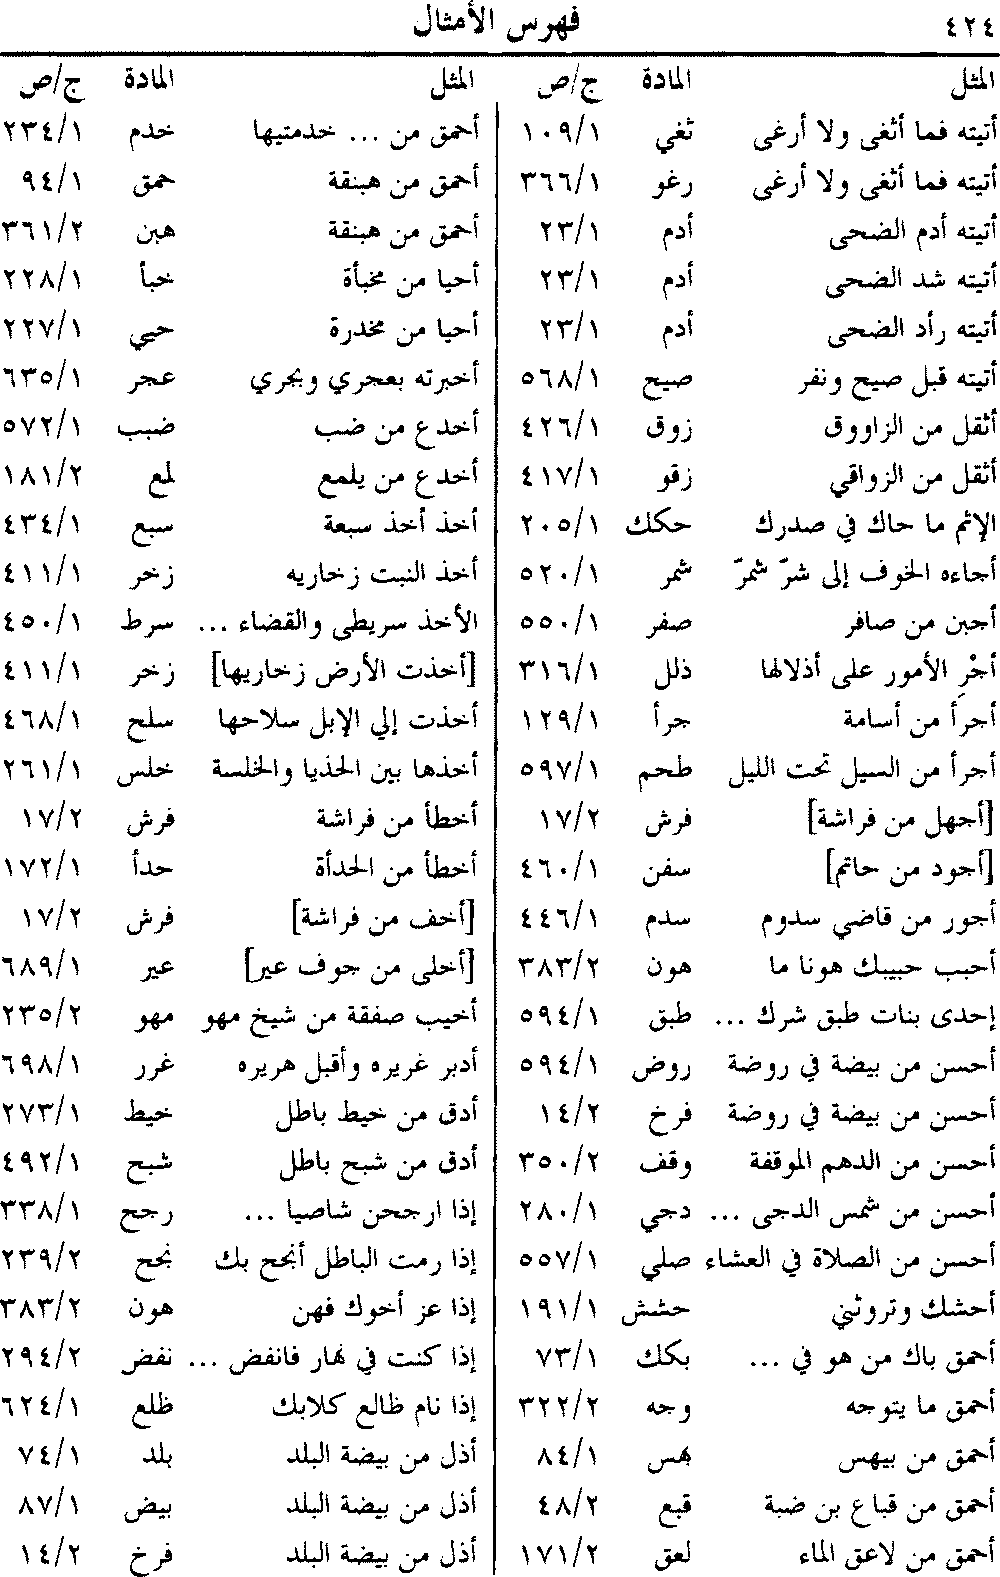 ٤٢٤ فهرس الأمثال
المثل المادة ج/ص
أتيته فما أثغى ولا أرغى ثغي ١٠٩/١
أتيته فما أثغى ولا أرغى رغو ٣٦٦/١
أتيته أدم الضحى أدم ٢٣/١
أتيته شد الضحى أدم ٢٣/١
أتيته رأد الضحى أدم ٢٣/١
أتيته قبل صيح ونفر صيح ٥٦٨/١
أثقل من الزاووق زوق ٤٢٦/١
أثقل من الزواقي زقو ٤١٧/١
الإثم ما حاك في صدرك حكك ٢٠٥/١
أجاءه الخوف إلى شرّ شمرّ شمر ٥٢٠/١
أجبن من صافر صفر ٥٥٠/١
أجْرِ الأمور على أذلالها ذلل ٣١٦/١
أجرأ من أسامة جرأ ١٢٩/١
أجرأ من السيل تحت الليل طحم ٥٩٧/١
[أجهل من فراشة] فرش ١٧/٢
[أجود من حاتم] سفن ٤٦٠/١
أجور من قاضي سدوم سدم ٤٤٦/١
أحبب حبيبك هونا ما هون ٣٨٣/٢
إحدى بنات طبق شرك ... طبق ٥٩٤/١
أحسن من بيضة في روضة روض ٥٩٤/١
أحسن من بيضة في روضة فرخ ١٤/٢
أحسن من الدهم الموقفة وقف ٣٥٠/٢
أحسن من شمس الدجى ... دجي ٢٨٠/١
أحسن من الصلاة في العشاء صلي ٥٥٧/١
أحشك وتروثني حشش ١٩١/١
أحمق باك من هو في ... بكك ٧٣/١
أحمق ما يتوجه وجه ٣٢٢/٢
أحمق من بيهس بهس ٨٤/١
أحمق من قباع بن ضبة قبع ٤٨/٢
أحمق من لاعق الماء لعق ١٧١/٢
المثل المادة ج/ص
أحمق من ... خدمتيها خدم ٢٣٤/١
أحمق من هبنقة حمق ٩٤/١
أحمق من هبنقة هبن ٣٦١/٢
أحيا من مخبأة خبأ ٢٢٨/١
أحيا من مخدرة حيي ٢٢٧/١
أخبرته بعجري وبجري عجر ٦٣٥/١
أخدع من ضب ضبب ٥٧٢/١
أخدع من يلمع لمع ١٨١/٢
أخذ أخذ سبعة سبع ٤٣٤/١
أخذ النبت زخاريه زخر ٤١١/١
الأخذ سريطى والقضاء ... سرط ٤٥٠/١
[أخذت الأرض زخاريها] زخر ٤١١/١
أخذت إلي الإبل سلاحها سلح ٤٦٨/١
أخذها بين الحذيا والخلسة خلس ٢٦١/١
أخطأ من فراشة فرش ١٧/٢
أخطأ من الحدأة حدأ ١٧٢/١
[أخف من فراشة] فرش ١٧/٢
[أخلى من جوف عير] عير ٦٨٩/١
أخيب صفقة من شيخ مهو مهو ٢٣٥/٢
أدبر غريره وأقبل هريره غرر ٦٩٨/١
أدق من خيط باطل خيط ٢٧٣/١
أدق من شبح باطل شبح ٤٩٢/١
إذا ارجحن شاصيا ... رجح ٣٣٨/١
إذا رمت الباطل أنجح بك نجح ٢٣٩/٢
إذا عز أخوك فهن هون ٣٨٣/٢
إذا كنت في نهار فانفض ... نفض ٢٩٤/٢
إذا نام ظالع كلابك ظلع ٦٢٤/١
أذل من بيضة البلد بلد ٧٤/١
أذل من بيضة البلد بيض ٨٧/١
أذل من بيضة البلد فرخ ١٤/٢